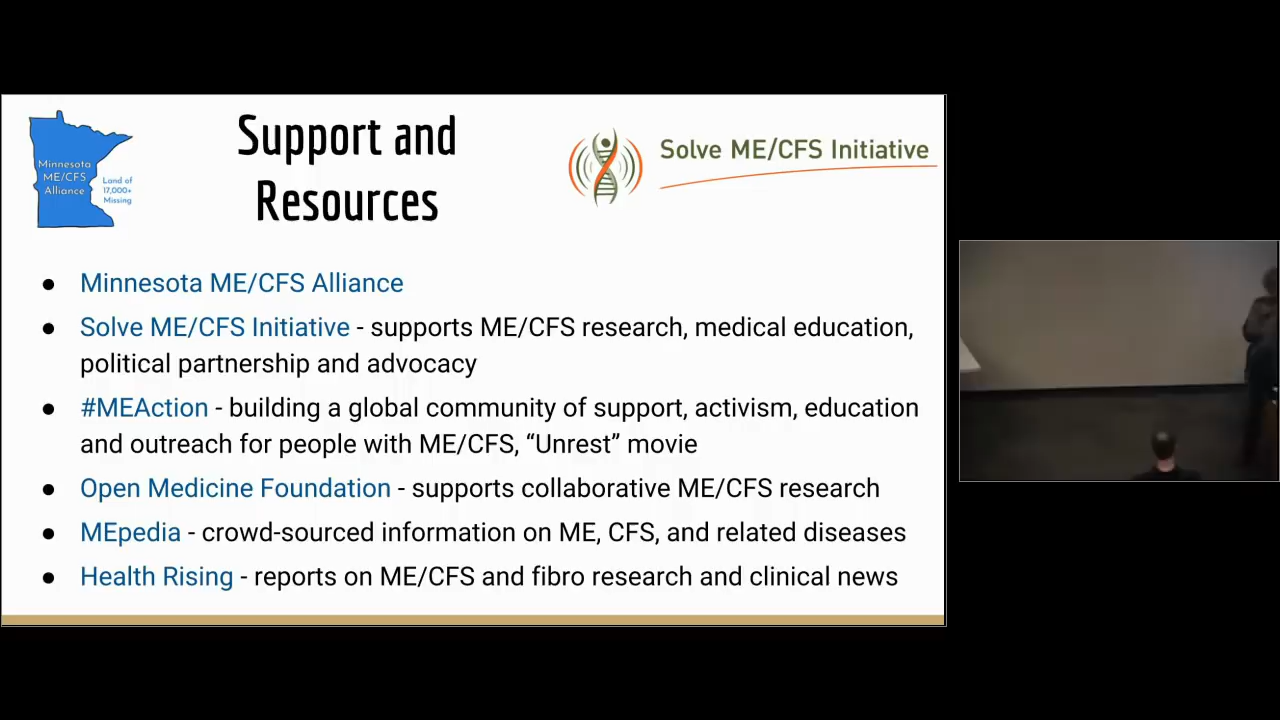 Support and
Resources
Minnesota
ME/CFS
Alliance
Land of
17,000+
Missing
Solve ME/CFS Initiative
● Minnesota ME/CFS Alliance
● Solve ME/CFS Initiative - supports ME/CFS research, medical education,
political partnership and advocacy
● #MEAction - building a global community of support, activism, education
and outreach for people with ME/CFS, “Unrest” movie
● Open Medicine Foundation - supports collaborative ME/CFS research
● MEpedia - crowd-sourced information on ME, CFS, and related diseases
● Health Rising - reports on ME/CFS and fibro research and clinical news